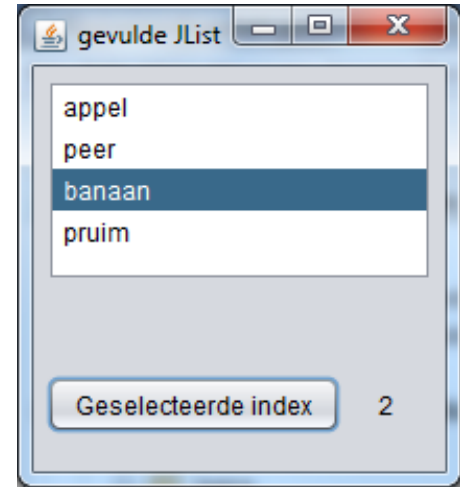 gevulde JList
appel
peer
banaan
pruim
Geselecteerde index 2